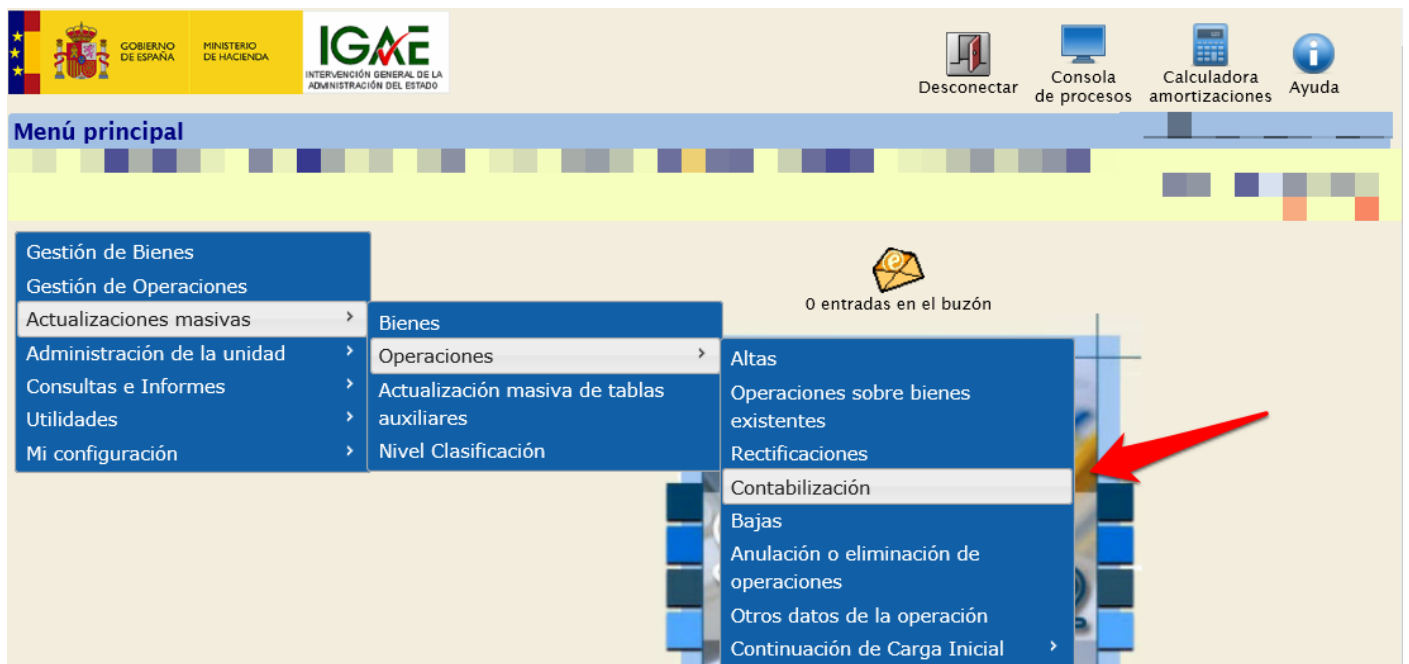 GOBIERNO
DE ESPAÑA
MINISTERIO
DE HACIENDA
IGAE
INTERVENCIÓN GENERAL DE LA
ADMINISTRACIÓN DEL ESTADO
Desconectar
Consola
de procesos
Calculadora
amortizaciones
Ayuda
Menú principal
0 entradas en el buzón
Gestión de Bienes
Gestión de Operaciones
Actualizaciones masivas
Administración de la unidad
Consultas e Informes
Utilidades
Mi configuración
Bienes
Operaciones
Actualización masiva de tablas
auxiliares
Nivel Clasificación
Altas
Operaciones sobre bienes
existentes
Rectificaciones
Contabilización
Bajas
Anulación o eliminación de
operaciones
Otros datos de la operación
Continuación de Carga Inicial